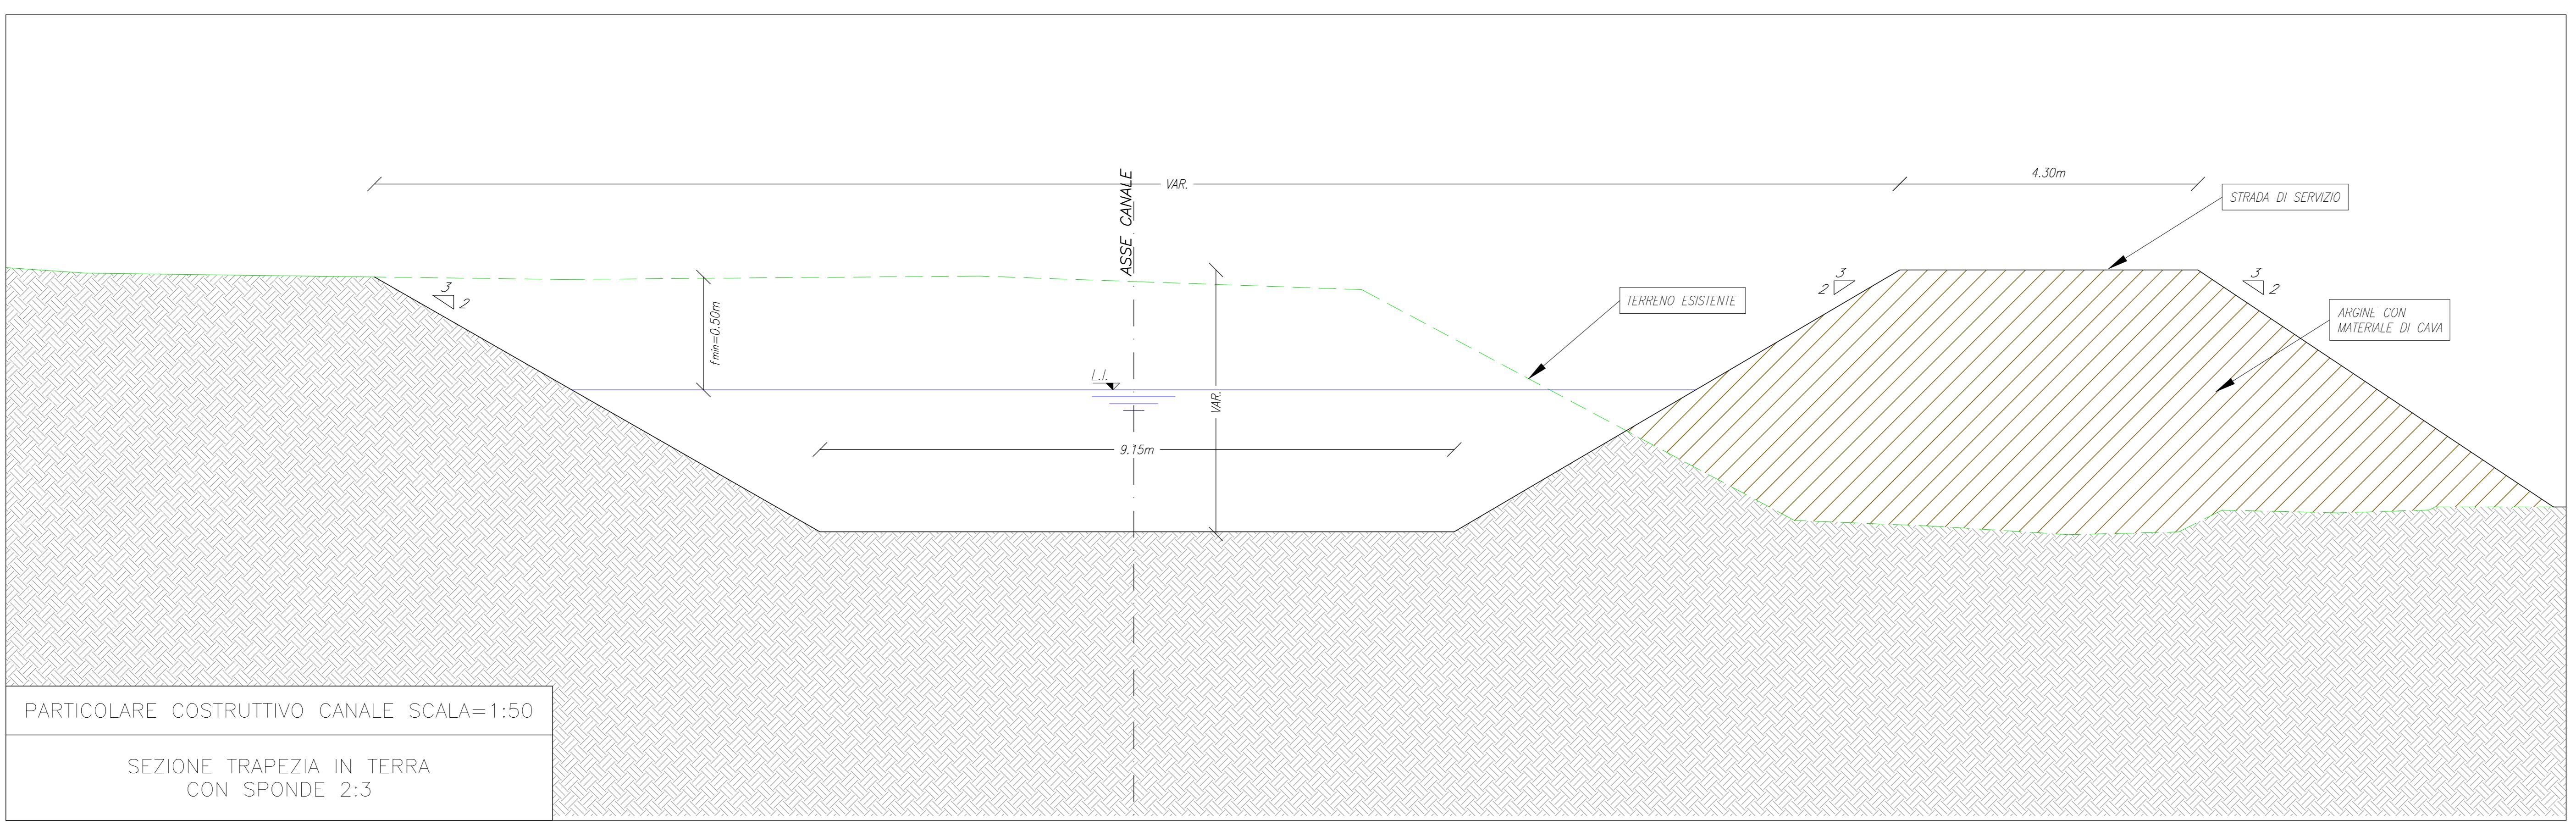 VAR.
4.30m
ASSE CANALE
STRADA DI SERVIZIO
3
2
3
2
3
2
TERRENO ESISTENTE
ARGINE CON
MATERIALE DI CAVA
fmin=0.50m
L.I.
VAR.
9.15m
PARTICOLARE COSTRUTTIVO CANALE SCALA=1:50
SEZIONE TRAPEZIA IN TERRA
CON SPONDE 2:3